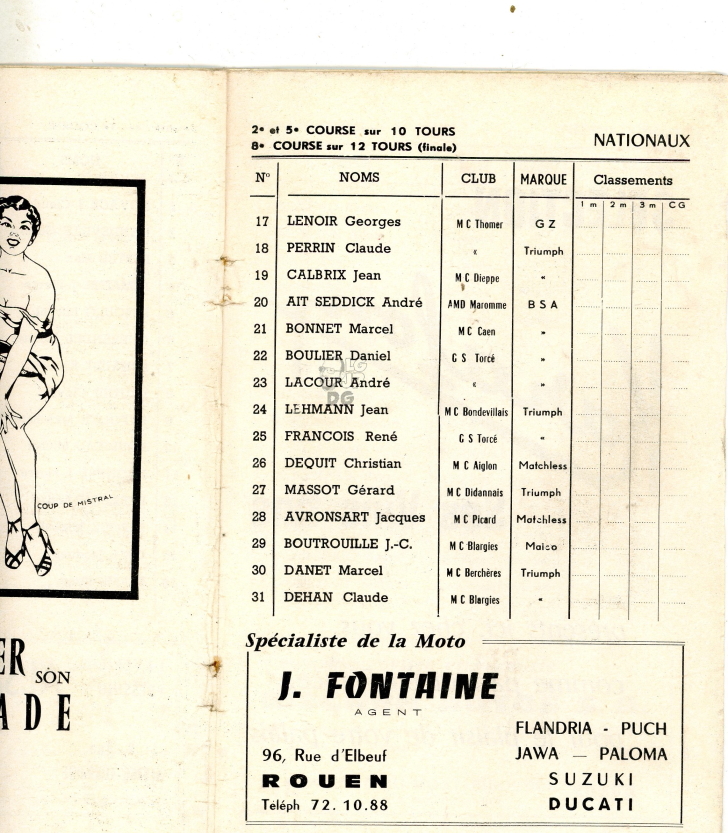 COUP DE MISTRAL
ER SON
ADE
2e et 5e COURSE sur 10 TOURS
8e COURSE sur 12 TOURS (finale)
NATIONAUX
No NOMS CLUB MARQUE Classements
1 m 2 m 3 m CG
17 LENOIR Georges M C Thomer G Z
18 PERRIN Claude « Triumph
19 CALBRIX Jean M C Dieppe «
20 AIT SEDDICK André AMD Maromme B S A
21 BONNET Marcel M C Caen »
22 BOULIER Daniel G S Torcé »
23 LACOUR André « »
24 LEHMANN Jean M C Bondevillais Triumph
25 FRANCOIS René G S Torcé «
26 DEQUIT Christian M C Aiglon Matchless
27 MASSOT Gérard M C Didannais Triumph
28 AVRONSART Jacques M C Picard Matchless
29 BOUTROUILLE J.-C. M C Blargies Maico
30 DANET Marcel M C Berchères Triumph
31 DEHAN Claude M C Blargies «
DG
Spécialiste de la Moto
J. FONTAINE
AGENT
96, Rue d'Elbeuf
ROUEN
Téléph 72.10.88
FLANDRIA - PUCH
JAWA — PALOMA
SUZUKI
DUCATI